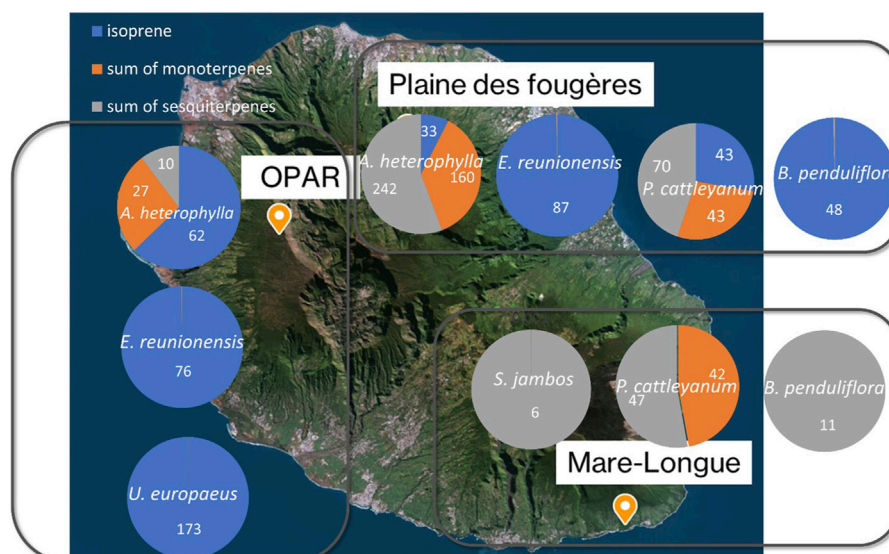 isoprene
sum of monoterpenes
sum of sesquiterpenes
Plaine des fougères
33
A. heterophylla
160
242
E. reunionensis
87
43
70
P. cattleyanum
43
B. penduliflora
48
OPAR
10
27
A. heterophylla
62
E. reunionensis
76
U. europaeus
173
S. jambos
6
42
P. cattleyanum
47
B. penduliflora
11
Mare-Longue